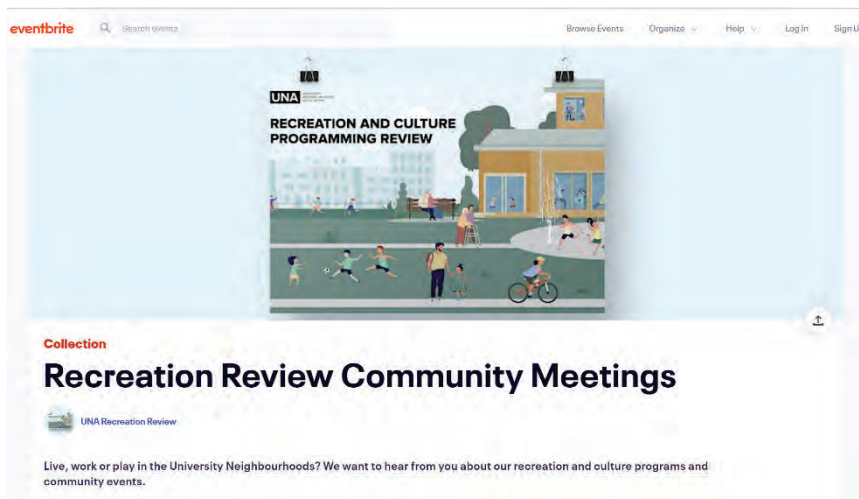 eventbrite
Search events
Browse Events
Organize
Help
Log In
Sign U
UNA
RECREATION AND CULTURE
PROGRAMMING REVIEW
Collection
Recreation Review Community Meetings
UNA Recreation Review
Live, work or play in the University Neighbourhoods? We want to hear from you about our recreation and culture programs and
community events.